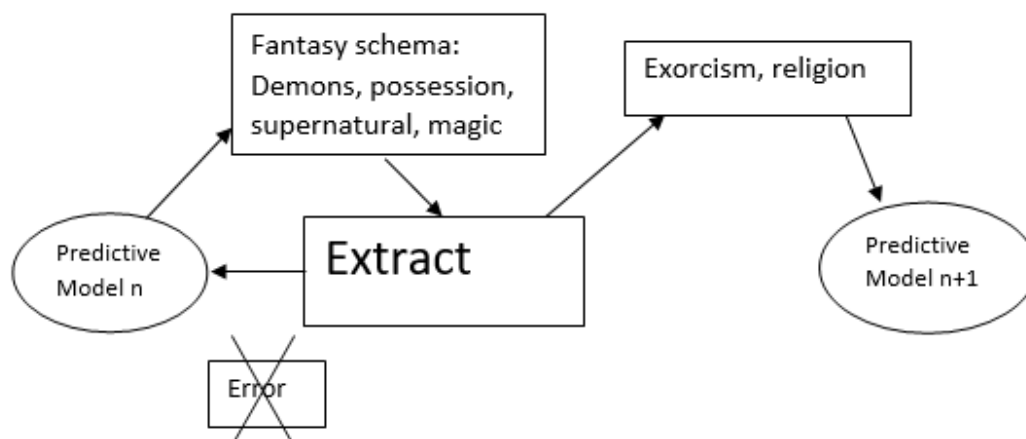 Fantasy schema:
Demons, possession,
supernatural, magic
Exorcism, religion
Extract
Predictive
Model n
Predictive
Model n+1
Error